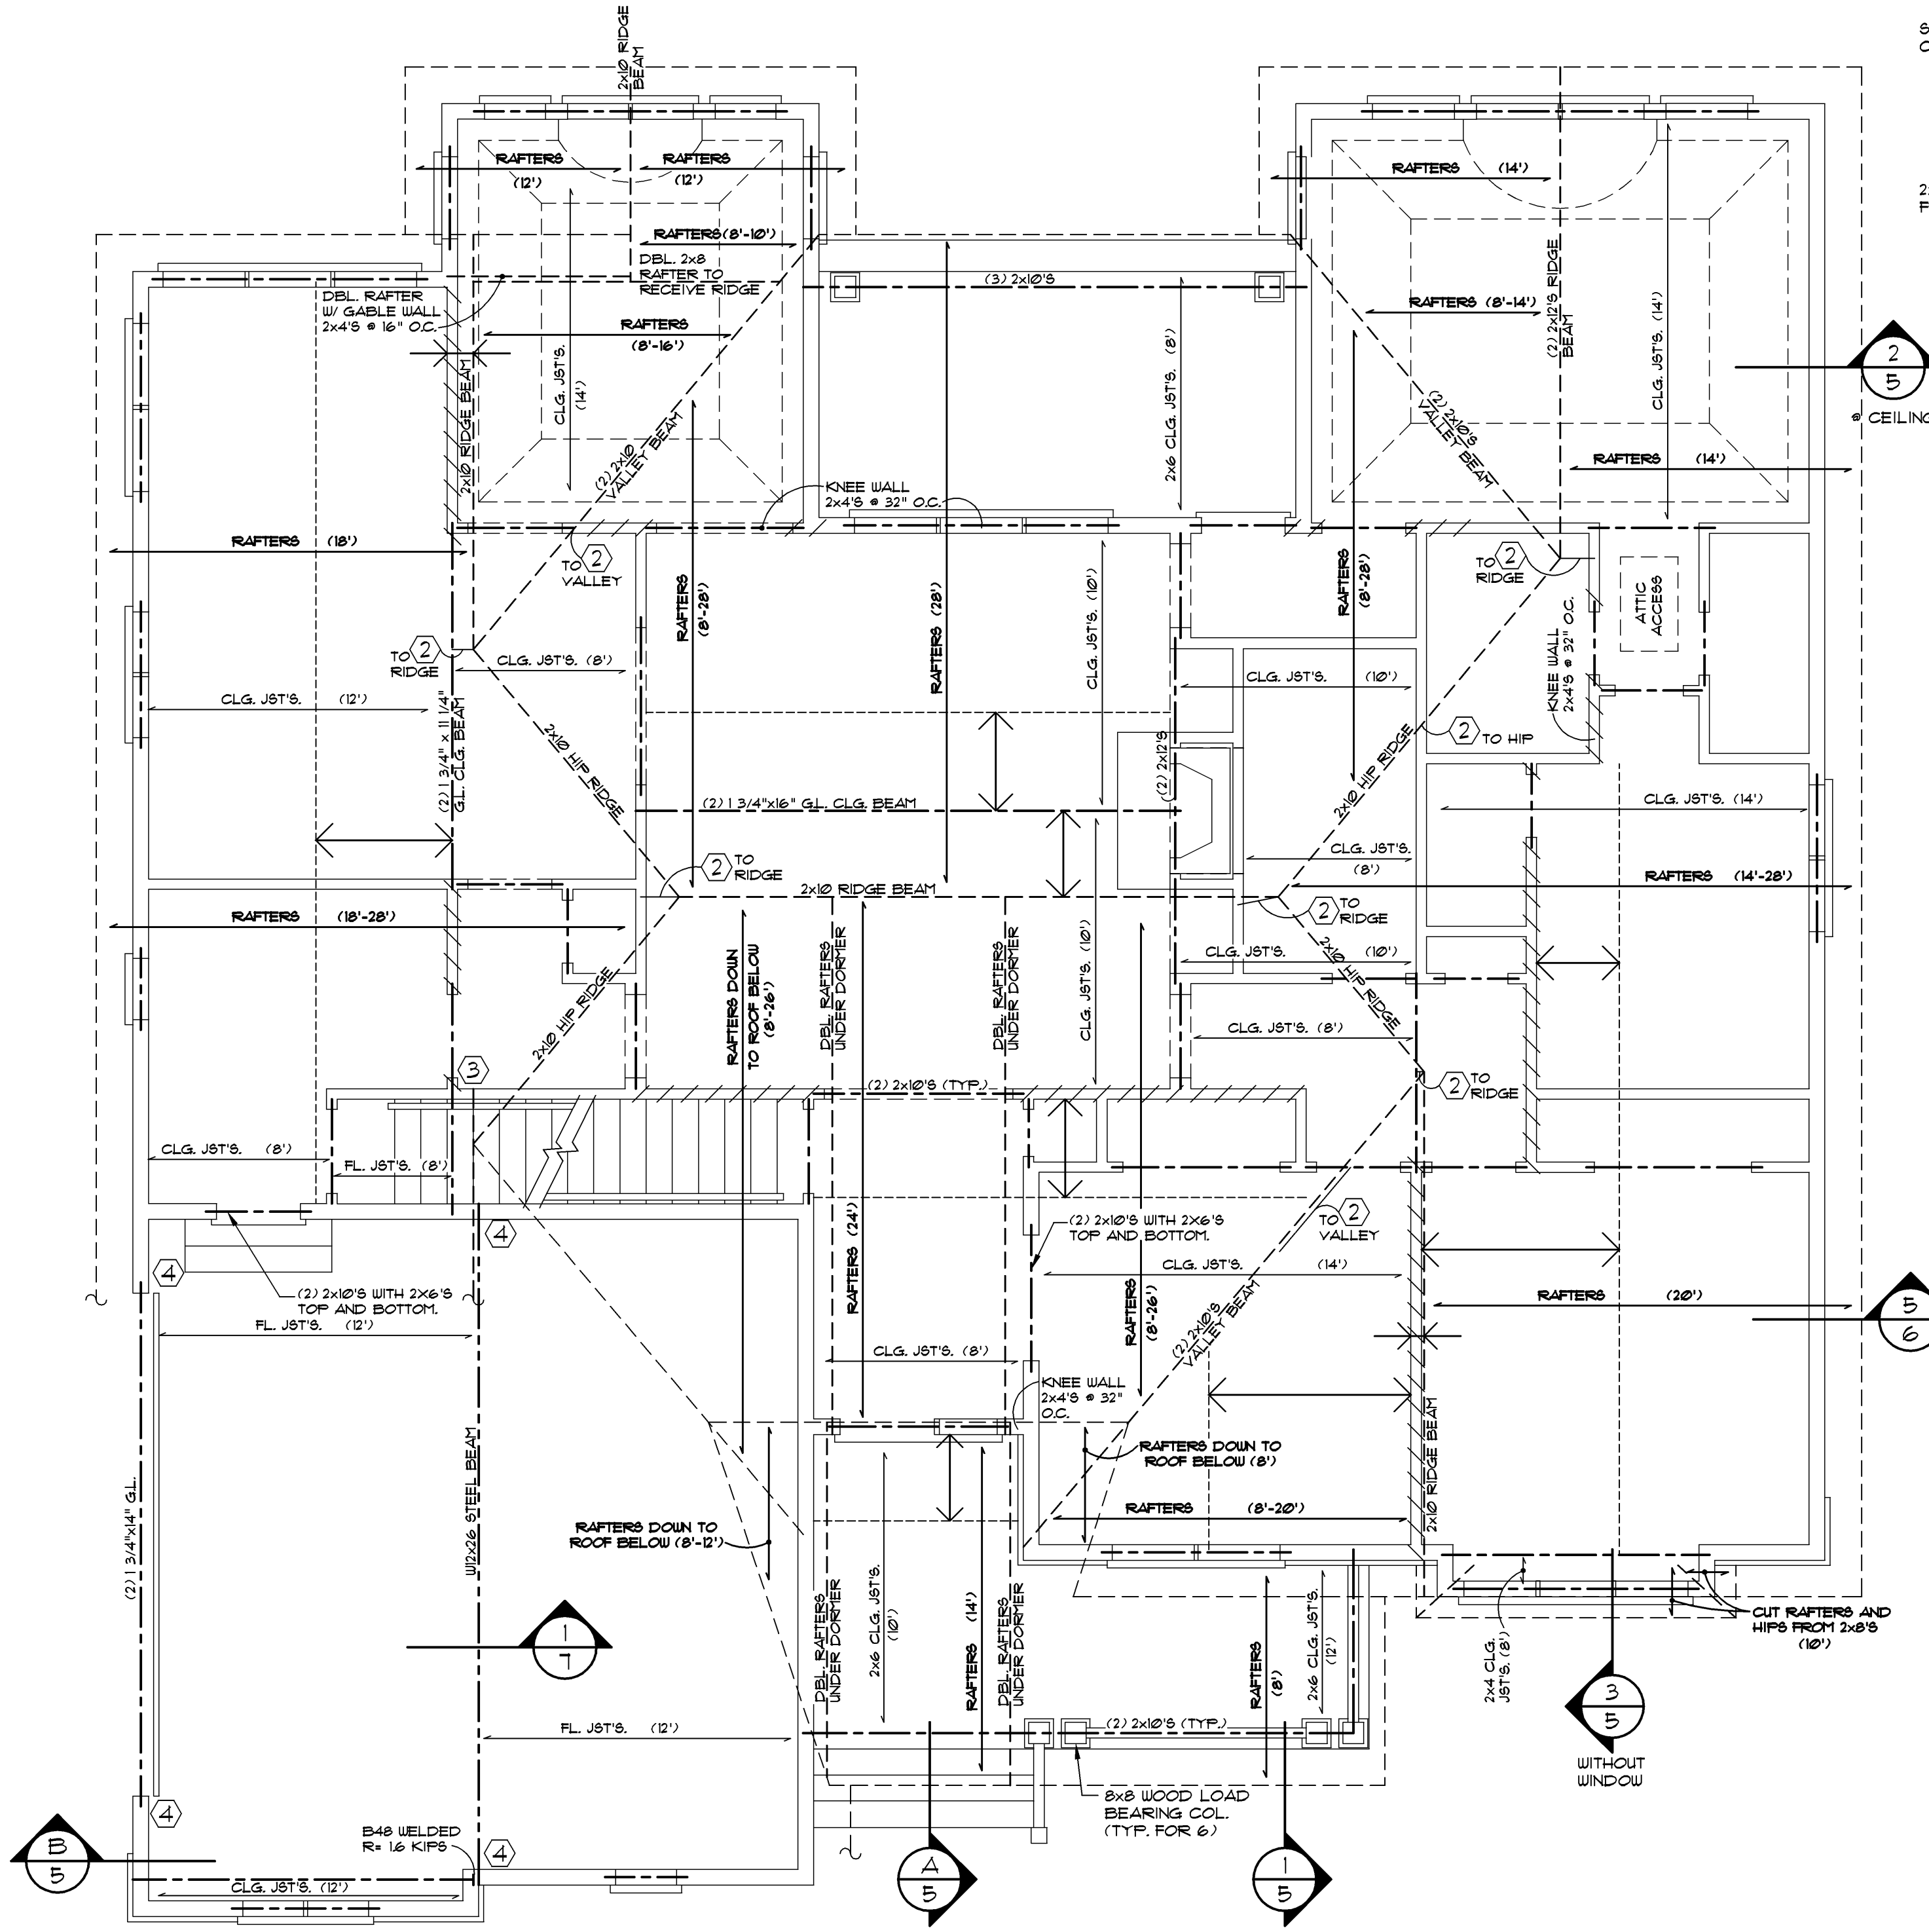 2x10 RIDGE
BEAM
S
C
RAFTERS
(12')
RAFTERS
(12')
RAFTERS (14')
2
F
RAFTERS (8'-10')
DBL. 2x8
RAFTER TO
RECEIVE RIDGE
DBL. RAFTER
W/ GABLE WALL
2x4'S @ 16" O.C.
(3) 2x10'S
RAFTERS
(8'-16')
CLG. JST'S.
(14')
2x10 RIDGE BEAM
(2) 2x10
VALLEY BEAM
2x6 CLG. JST'S. (8')
RAFTERS (8'-14')
(2) 2x12'S RIDGE
BEAM
CLG. JST'S. (14')
2
5
@ CEILING
(2) 2x10'S
VALLEY BEAM
RAFTERS (14')
KNEE WALL
2x4'S @ 32" O.C.
RAFTERS (18')
2
TO
VALLEY
RAFTERS
(8'-28')
RAFTERS (28')
CLG. JST'S. (10')
RAFTERS
(8'-28')
TO
RIDGE
2
ATTIC
ACCESS
KNEE WALL
2x4'S @ 32" O.C.
TO
RIDGE
2
CLG. JST'S. (8')
CLG. JST'S. (12')
(2) 1 3/4" x 11 1/4"
G.L. CLG. BEAM
2x10 HIP RIDGE
CLG. JST'S. (10')
2
TO HIP
(2) 2x12'S
(2) 1 3/4"x16" G.L. CLG. BEAM
2x10 HIP RIDGE
CLG. JST'S. (14')
CLG. JST'S.
(8')
2
TO
RIDGE
2x10 RIDGE BEAM
RAFTERS (14'-28')
RAFTERS (18'-28')
2
TO
RIDGE
RAFTERS DOWN
TO ROOF BELOW
(8'-26')
DBL. RAFTERS
UNDER DORMER
DBL. RAFTERS
UNDER DORMER
CLG. JST'S. (10')
CLG. JST'S. (10')
2x10 HIP RIDGE
2x10 HIP RIDGE
CLG. JST'S. (8')
3
(2) 2x10'S (TYP.)
2
TO
RIDGE
CLG. JST'S. (8')
FL. JST'S. (8')
(2) 2x10'S WITH 2X6'S
TOP AND BOTTOM.
TO
VALLEY
2
4
4
RAFTERS (24')
CLG. JST'S. (14')
(2) 2x10'S WITH 2X6'S
TOP AND BOTTOM.
FL. JST'S. (12')
RAFTERS
(8'-26')
(2) 2x10'S
VALLEY BEAM
RAFTERS (20')
5
6
CLG. JST'S. (8')
KNEE WALL
2x4'S @ 32"
O.C.
2x10 RIDGE BEAM
RAFTERS DOWN TO
ROOF BELOW (8')
W12x26 STEEL BEAM
(2) 1 3/4"x14" G.L.
RAFTERS DOWN TO
ROOF BELOW (8'-12')
RAFTERS (8'-20')
DBL. RAFTERS
UNDER DORMER
2x6 CLG. JST'S.
(10')
RAFTERS (14')
DBL. RAFTERS
UNDER DORMER
RAFTERS
(8')
2x6 CLG. JST'S.
(12')
2x4 CLG.
JST'S. (8')
CUT RAFTERS AND
HIPS FROM 2x8'S
(10')
1
7
3
5
WITHOUT
WINDOW
FL. JST'S. (12')
(2) 2x10'S (TYP.)
8x8 WOOD LOAD
BEARING COL.
(TYP. FOR 6)
4
B48 WELDED
R= 16 KIPS
4
B
5
A
5
1
5
CLG. JST'S. (12')